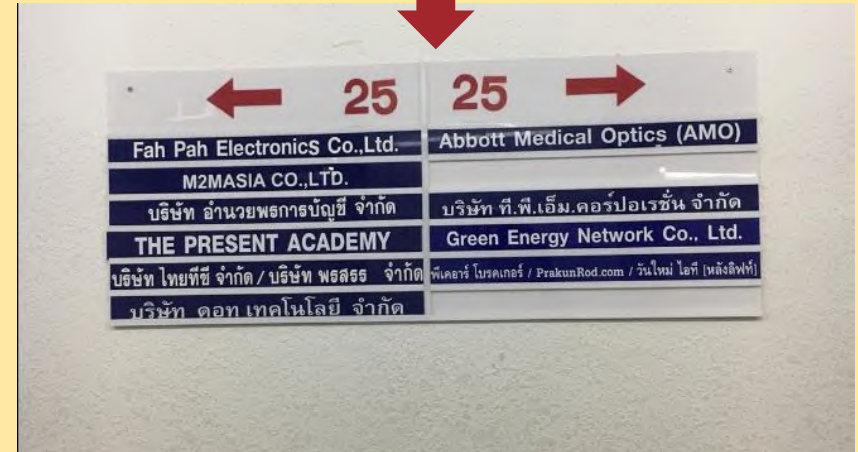 25
Fah Pah Electronics Co.,Ltd.
M2MASIA CO.,LTD.
บริษัท อำนวยพรการบัญชี จำกัด
THE PRESENT ACADEMY
บริษัท ไทยทีซี จำกัด / บริษัท พรสรร จำกัด
บริษัท ดอท เทคโนโลยี จำกัด
25
Abbott Medical Optics (AMO)
บริษัท ที.พี.เอ็ม.คอร์ปอเรชั่น จำกัด
Green Energy Network Co., Ltd.
พีเคอาร์ โบรคเกอร์ / PrakunRod.com / วันใหม่ ไอที (หลังลิฟท์)